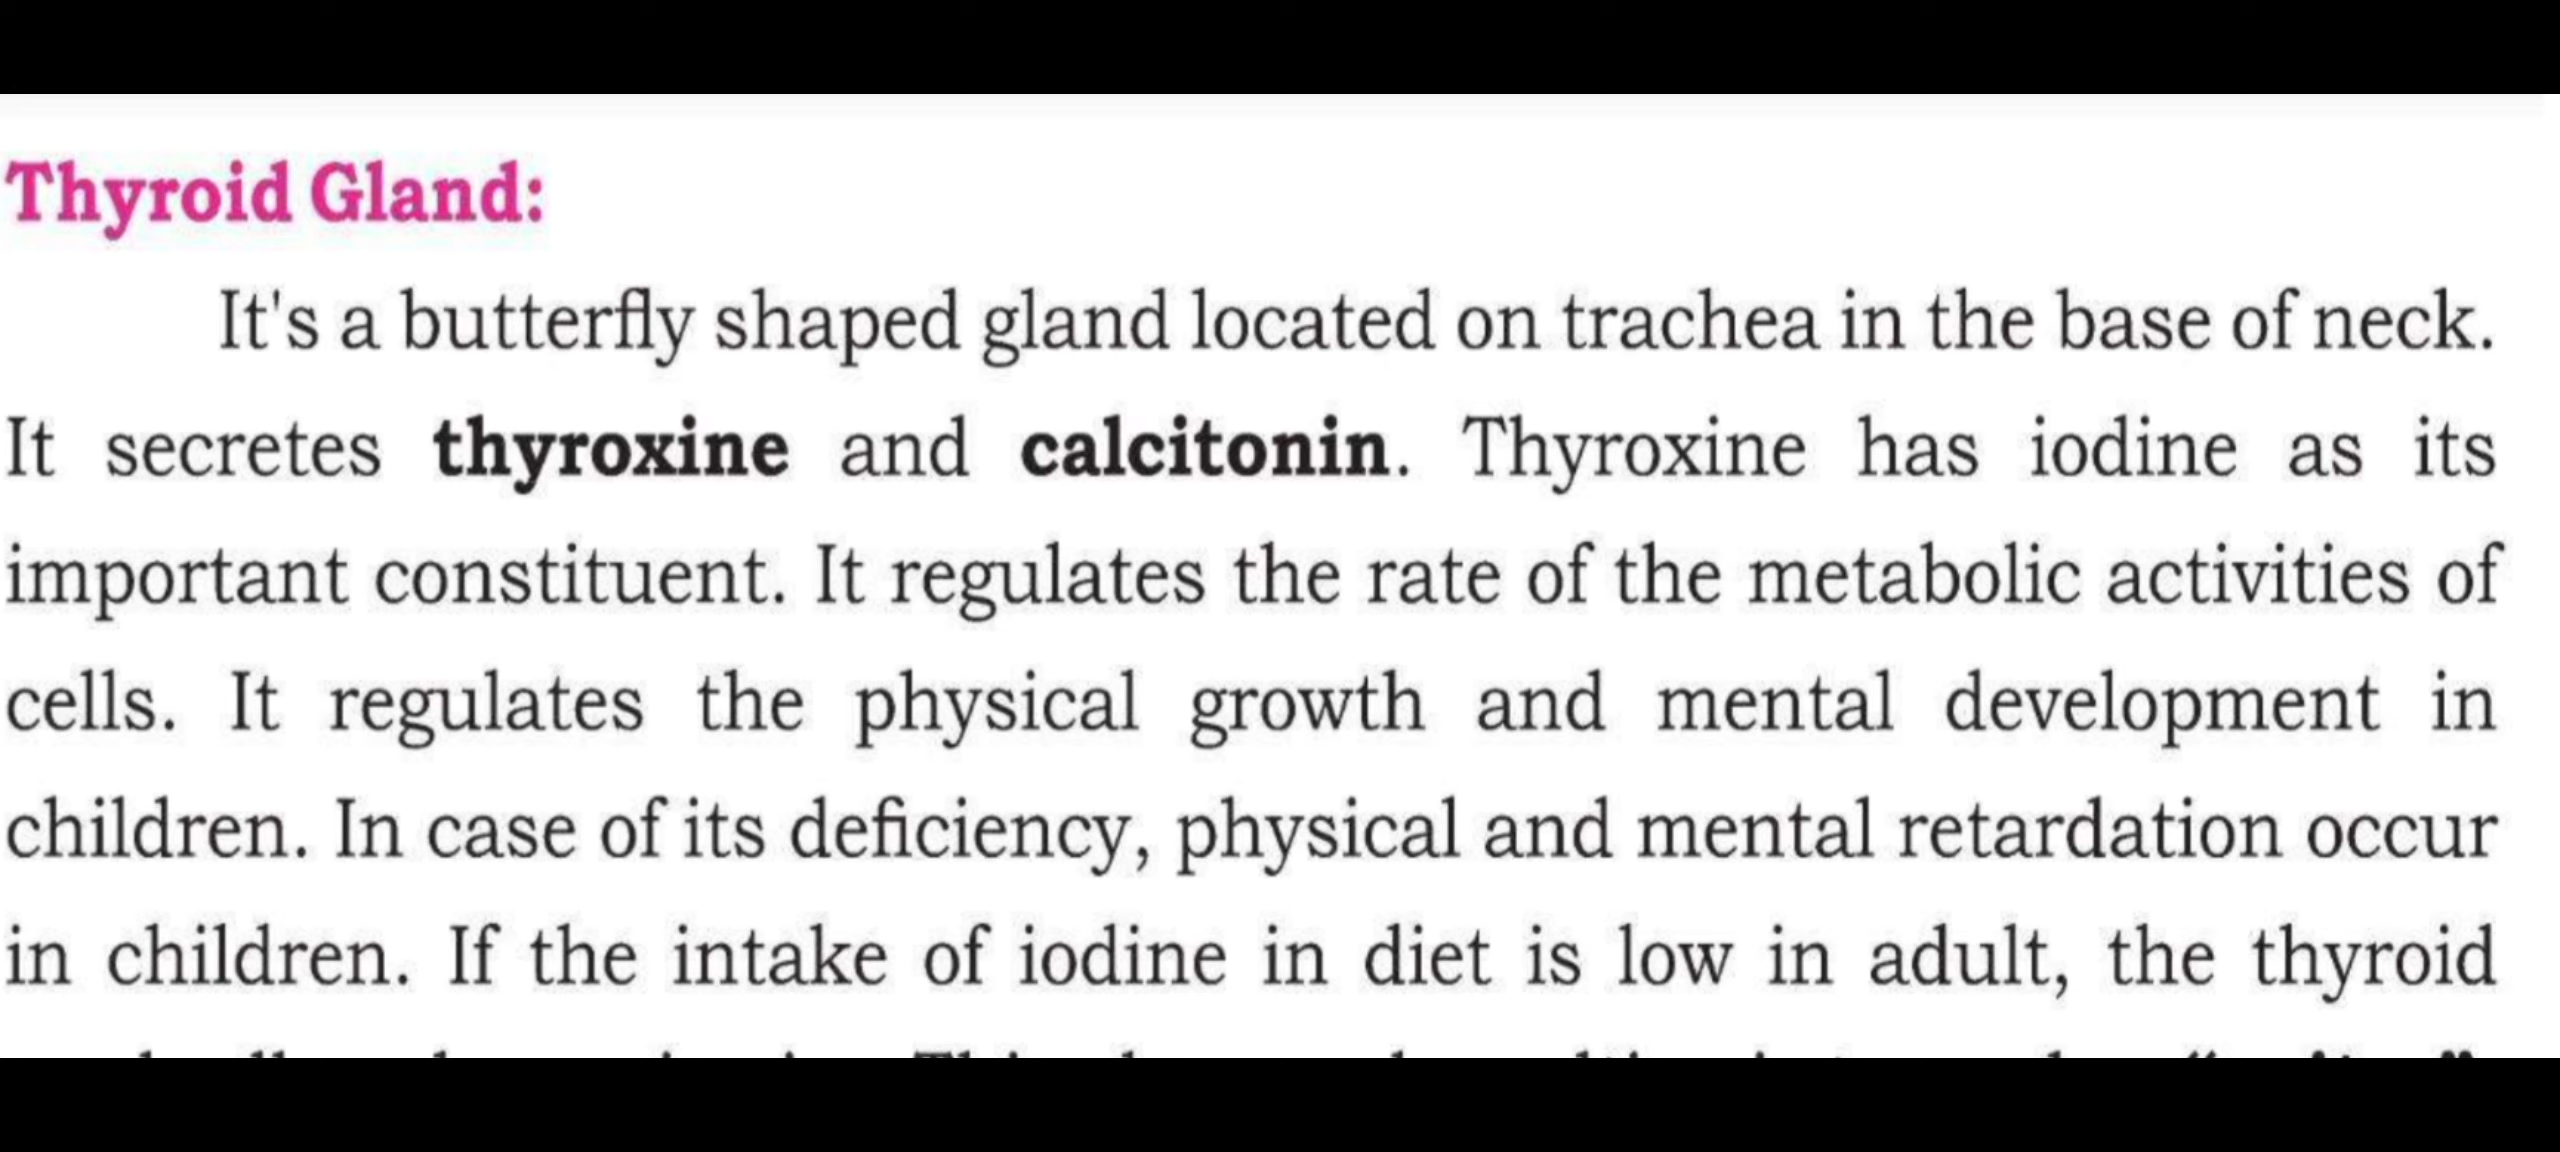 Thyroid Gland:
It's a butterfly shaped gland located on trachea in the base of neck.
It secretes thyroxine and calcitonin. Thyroxine has iodine as its
important constituent. It regulates the rate of the metabolic activities of
cells. It regulates the physical growth and mental development in
children. In case of its deficiency, physical and mental retardation occur
in children. If the intake of iodine in diet is low in adult, the thyroid